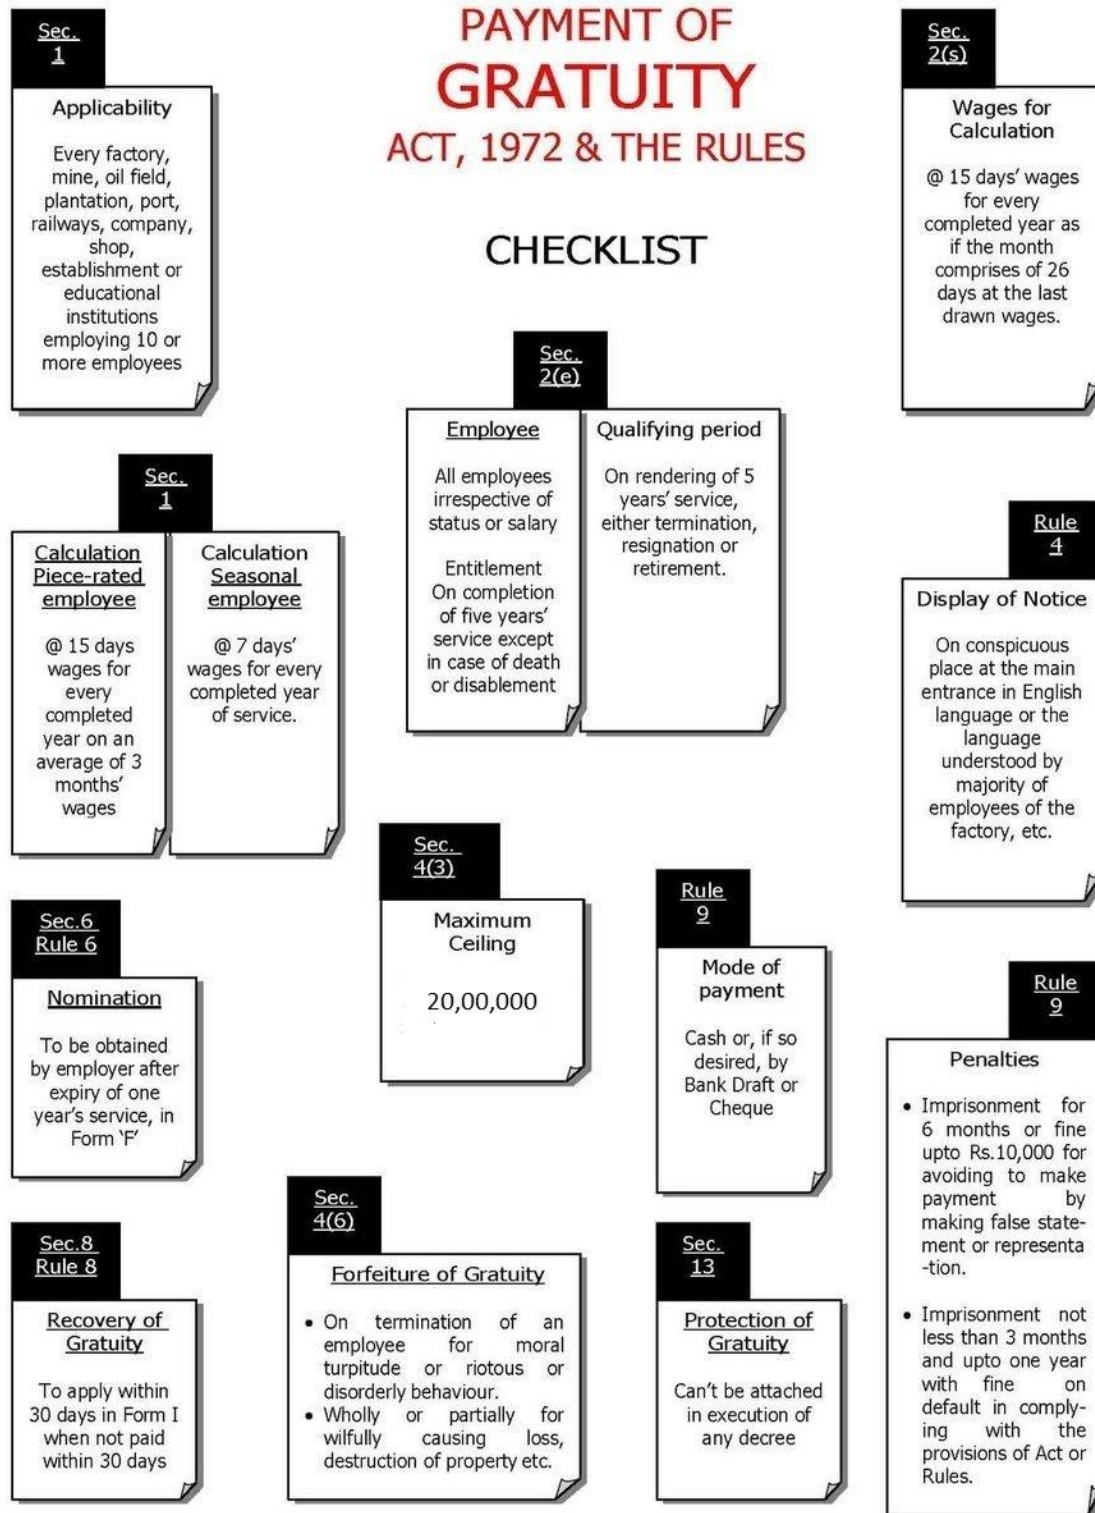 PAYMENT OF
GRATUITY
ACT, 1972 & THE RULES
CHECKLIST
Sec.
1
Applicability
Every factory,
mine, oil field,
plantation, port,
railways, company,
shop,
establishment or
educational
institutions
employing 10 or
more employees
Sec.
2(s)
Wages for
Calculation
@ 15 days' wages
for every
completed year as
if the month
comprises of 26
days at the last
drawn wages.
Sec.
2(e)
Employee
All employees
irrespective of
status or salary
Entitlement
On completion
of five years'
service except
in case of death
or disablement
Qualifying period
On rendering of 5
years' service,
either termination,
resignation or
retirement.
Sec.
1
Calculation
Piece-rated
employee
@ 15 days
wages for
every
completed
year on an
average of 3
months'
wages
Calculation
Seasonal
employee
@ 7 days'
wages for every
completed year
of service.
Rule
4
Display of Notice
On conspicuous
place at the main
entrance in English
language or the
language
understood by
majority of
employees of the
factory, etc.
Sec.
4(3)
Maximum
Ceiling
20,00,000
Rule
9
Mode of
payment
Cash or, if so
desired, by
Bank Draft or
Cheque
Sec.6
Rule 6
Nomination
To be obtained
by employer after
expiry of one
year's service, in
Form 'F'
Rule
9
Penalties
• Imprisonment for
6 months or fine
upto Rs.10,000 for
avoiding to make
payment by
making false state-
ment or representa
-tion.
• Imprisonment not
less than 3 months
and upto one year
with fine on
default in comply-
ing with the
provisions of Act or
Rules.
Sec.8
Rule 8
Recovery of
Gratuity
To apply within
30 days in Form I
when not paid
within 30 days
Sec.
4(6)
Forfeiture of Gratuity
• On termination of an
employee for moral
turpitude or riotous or
disorderly behaviour.
• Wholly or partially for
wilfully causing loss,
destruction of property etc.
Sec.
13
Protection of
Gratuity
Can't be attached
in execution of
any decree